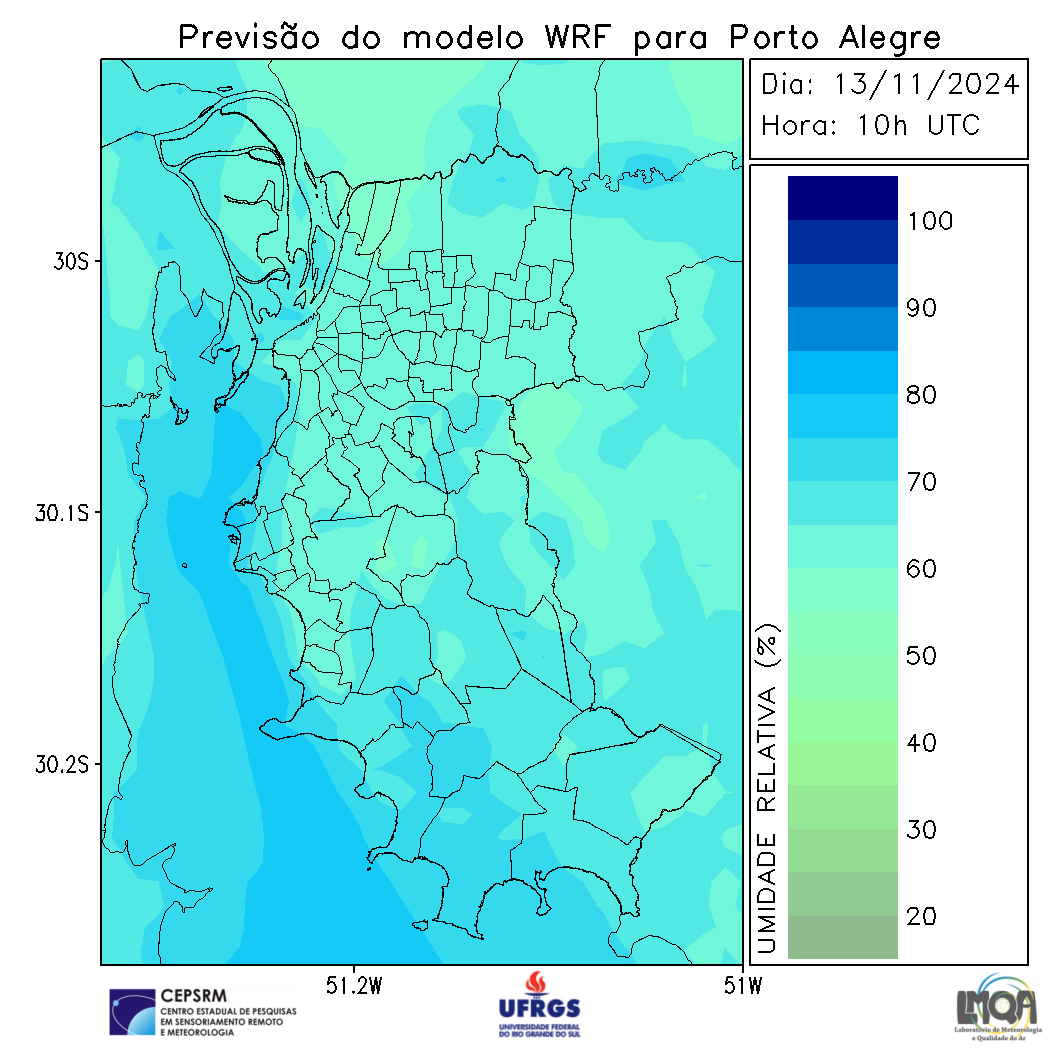 Previsão do modelo WRF para Porto Alegre
Dia: 13/11/2024
Hora: 10h UTC
30S
30.1S
30.2S
51.2W
51W
100
90
80
70
60
50
40
30
20
UMIDADE RELATIVA (%)
CEPSRM
CENTRO ESTADUAL DE PESQUISAS
EM SENSORIAMENTO REMOTO
E METEOROLOGIA
UFRGS
UNIVERSIDADE FEDERAL
DO RIO GRANDE DO SUL
LMQA
Laboratório de Meteorologia
e Qualidade do Ar